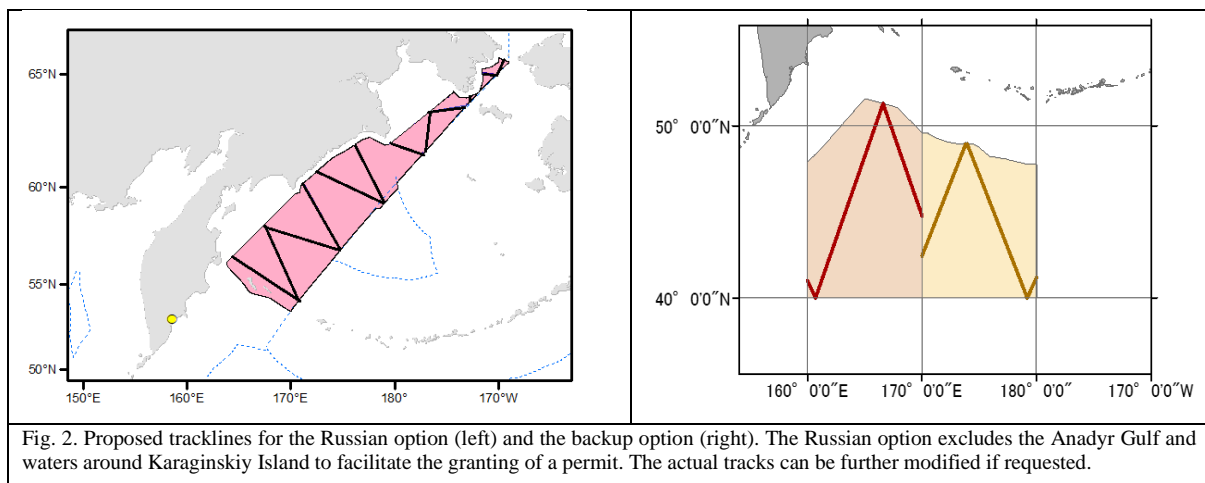 65°N
60°N
55°N
50°N
150°E 160°E 170°E 180° 170°W
50° 0'0"N
40° 0'0"N
160° 0'0"E 170° 0'0"E 180° 0'0" 170° 0'0"W
Fig. 2. Proposed tracklines for the Russian option (left) and the backup option (right). The Russian option excludes the Anadyr Gulf and
waters around Karaginskiy Island to facilitate the granting of a permit. The actual tracks can be further modified if requested.